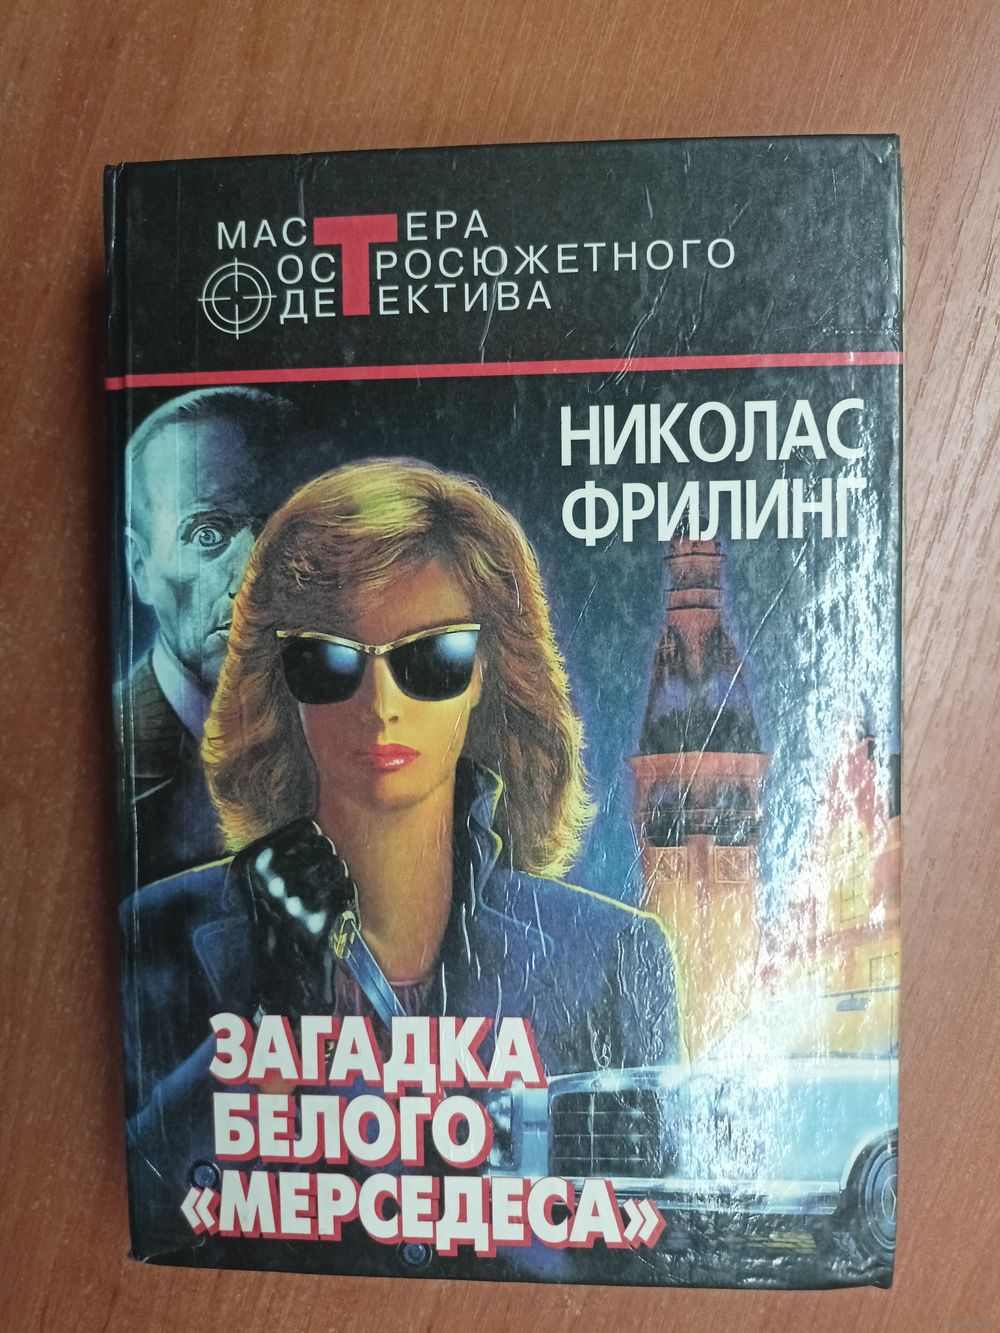 МАСТЕРА
ОСТРОСЮЖЕТНОГО
ДЕТЕКТИВА
НИКОЛАС
ФРИЛИНГ
ЗАГАДКА
БЕЛОГО
«МЕРСЕДЕСА»